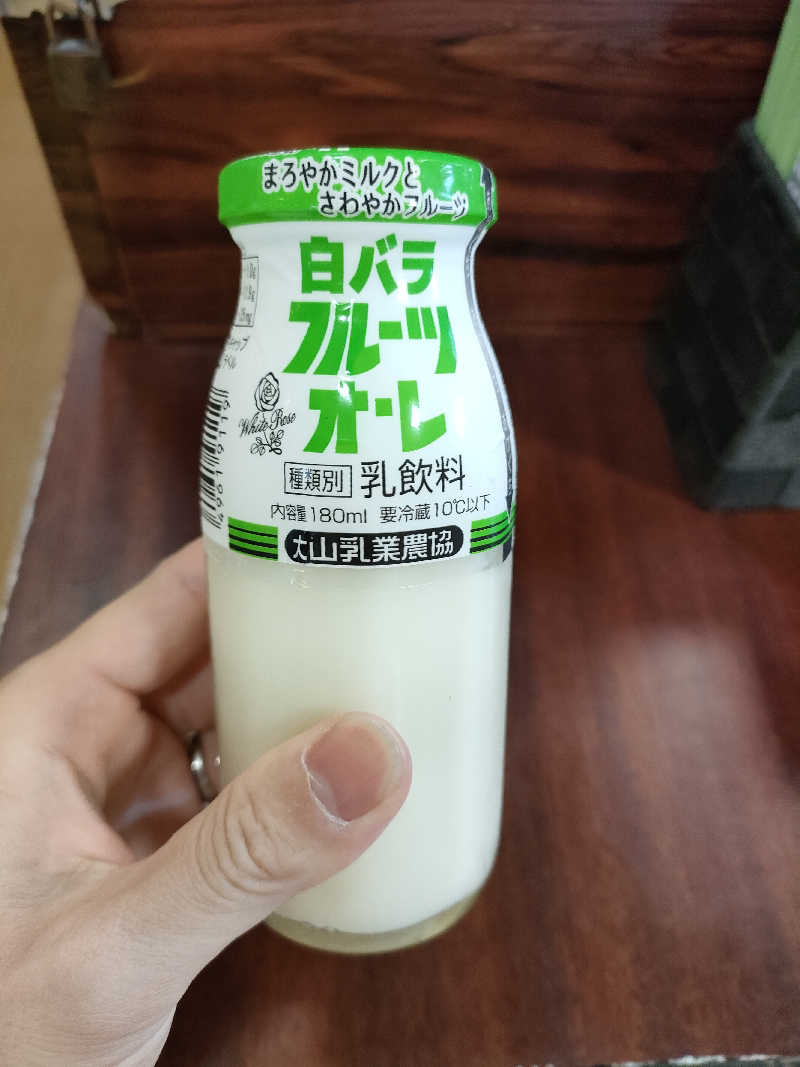 まろやかミルクと
さわやかフルーツ
白バラ
フルーツ
オ・レ
White Rose
種類別 乳飲料
内容量180ml 要冷蔵10℃以下
大山乳業農協